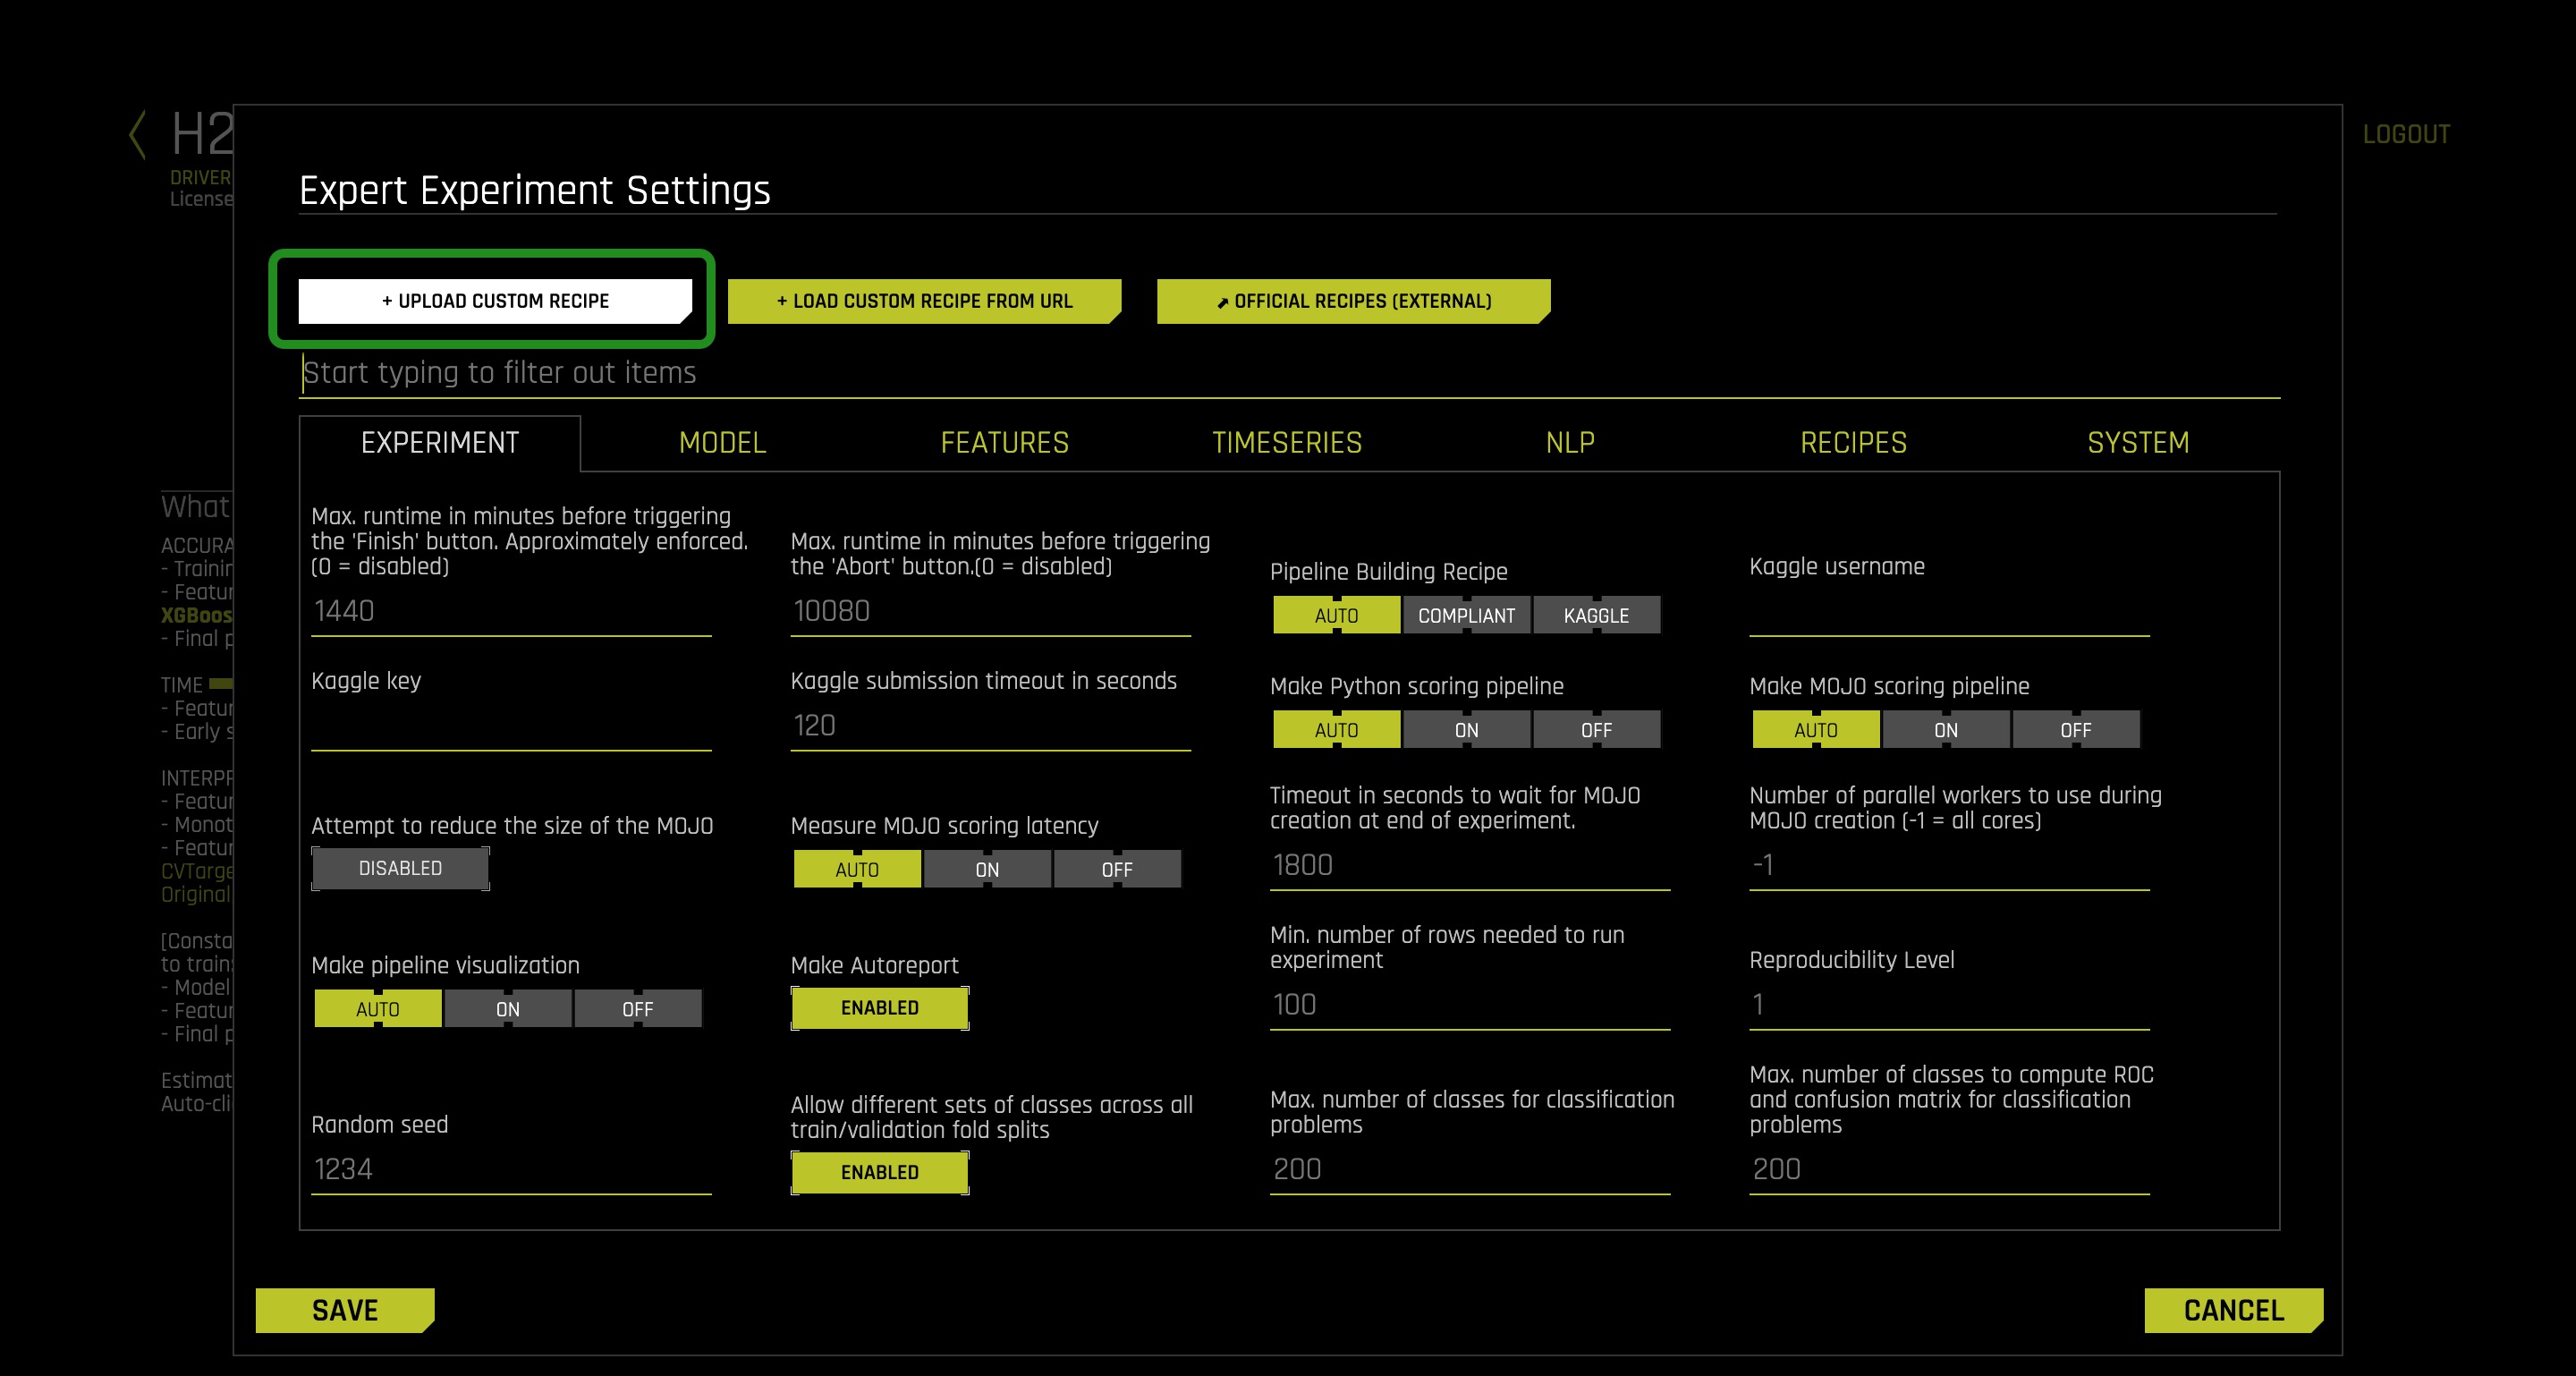 H2
DRIVER
License
LOGOUT
Expert Experiment Settings
+ UPLOAD CUSTOM RECIPE
+ LOAD CUSTOM RECIPE FROM URL
OFFICIAL RECIPES (EXTERNAL)
Start typing to filter out items
EXPERIMENT
MODEL
FEATURES
TIMESERIES
NLP
RECIPES
SYSTEM
Max. runtime in minutes before triggering
the 'Finish' button. Approximately enforced.
(0 = disabled)
1440
Max. runtime in minutes before triggering
the 'Abort' button.(0 = disabled)
10080
Pipeline Building Recipe
AUTO COMPLIANT KAGGLE
Kaggle username
Kaggle key
Kaggle submission timeout in seconds
120
Make Python scoring pipeline
AUTO ON OFF
Make MOJO scoring pipeline
AUTO ON OFF
Attempt to reduce the size of the MOJO
DISABLED
Measure MOJO scoring latency
AUTO ON OFF
Timeout in seconds to wait for MOJO
creation at end of experiment.
1800
Number of parallel workers to use during
MOJO creation (-1 = all cores)
-1
Make pipeline visualization
AUTO ON OFF
Make Autoreport
ENABLED
Min. number of rows needed to run
experiment
100
Reproducibility Level
1
Random seed
1234
Allow different sets of classes across all
train/validation fold splits
ENABLED
Max. number of classes for classification
problems
200
Max. number of classes to compute ROC
and confusion matrix for classification
problems
200
What
ACCURA
- Trainin
- Featur
XGBoos
- Final p
TIME
- Featur
- Early s
INTERPR
- Featur
- Monot
- Featur
CVTarge
Original
[Consta
to train
- Model
- Featur
- Final p
Estimat
Auto-cli
SAVE
CANCEL